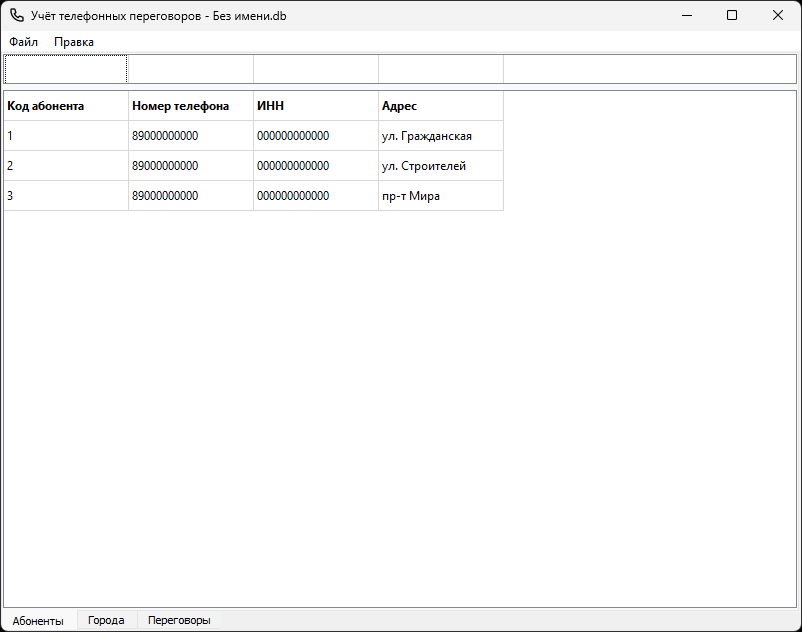 Учёт телефонных переговоров - Без имени.db
Файл Правка
Код абонента Номер телефона ИНН Адрес
1 89000000000 000000000000 ул. Гражданская
2 89000000000 000000000000 ул. Строителей
3 89000000000 000000000000 пр-т Мира
Абоненты Города Переговоры